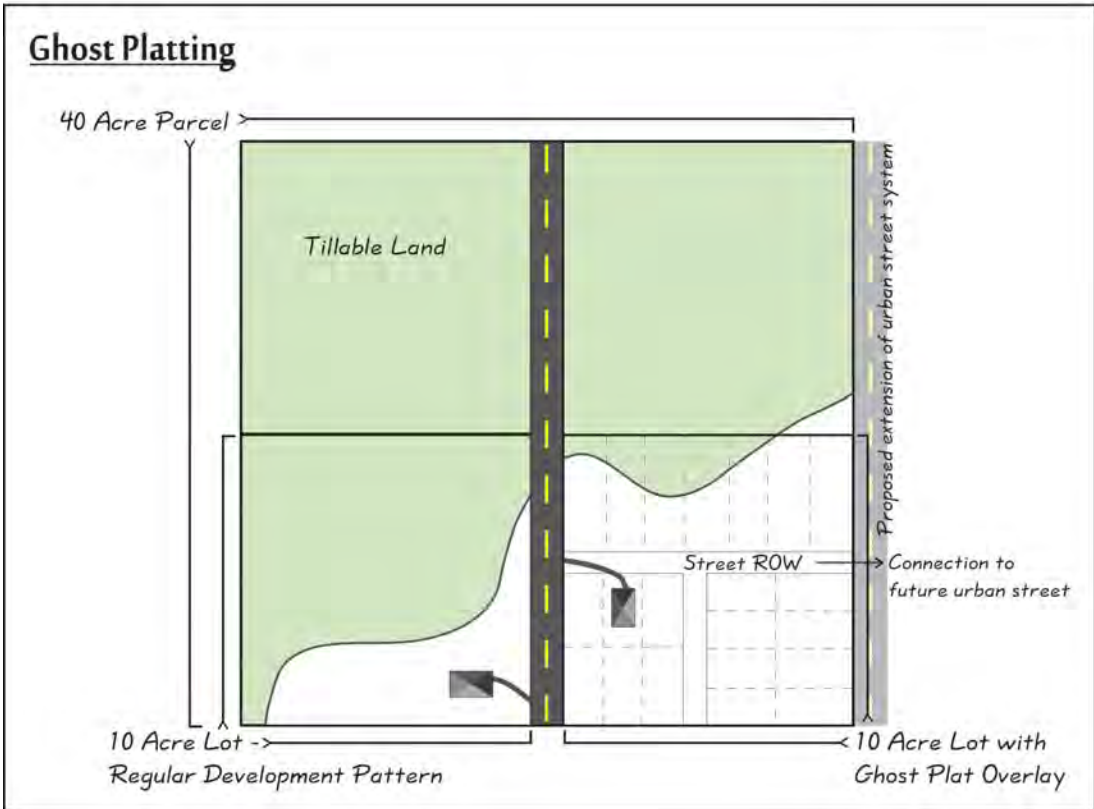 Ghost Platting
40 Acre Parcel
Tillable Land
Proposed extension of urban street system
Street ROW
Connection to
future urban street
10 Acre Lot ->
Regular Development Pattern
10 Acre Lot with
Ghost Plat Overlay